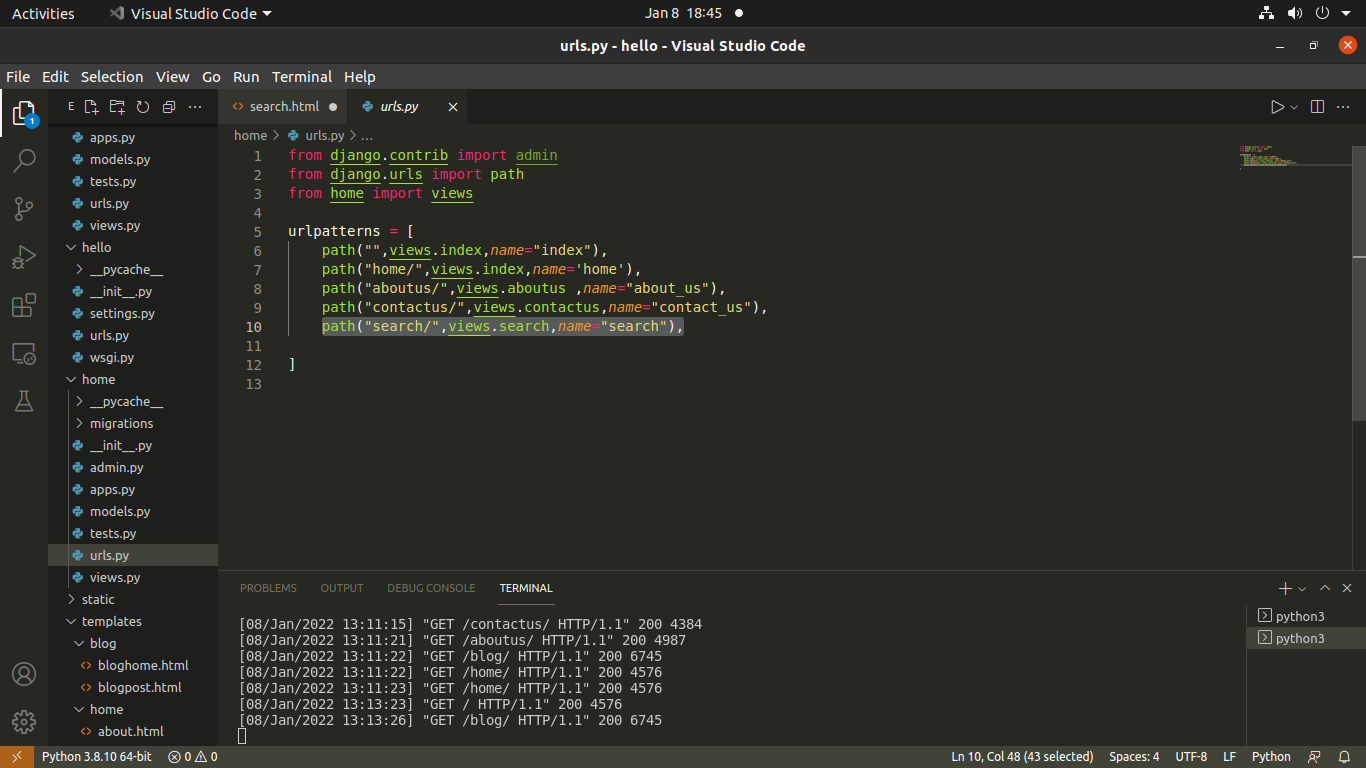 Activities Visual Studio Code Jan 8 18:45
urls.py - hello - Visual Studio Code
File Edit Selection View Go Run Terminal Help
1
E
search.html
urls.py
home > urls.py > ...
apps.py
models.py
tests.py
urls.py
views.py
hello
__pycache__
__init__.py
settings.py
urls.py
wsgi.py
home
__pycache__
migrations
__init__.py
admin.py
apps.py
models.py
tests.py
urls.py
views.py
static
templates
blog
bloghome.html
blogpost.html
home
about.html
1 from django.contrib import admin
2 from django.urls import path
3 from home import views
4
5 urlpatterns = [
6 path("",views.index,name="index"),
7 path("home/",views.index,name='home'),
8 path("aboutus/",views.aboutus ,name="about_us"),
9 path("contactus/",views.contactus,name="contact_us"),
10 path("search/",views.search,name="search"),
11
12 ]
13
PROBLEMS OUTPUT DEBUG CONSOLE TERMINAL
[08/Jan/2022 13:11:15] "GET /contactus/ HTTP/1.1" 200 4384
[08/Jan/2022 13:11:21] "GET /aboutus/ HTTP/1.1" 200 4987
[08/Jan/2022 13:11:22] "GET /blog/ HTTP/1.1" 200 6745
[08/Jan/2022 13:11:22] "GET /home/ HTTP/1.1" 200 4576
[08/Jan/2022 13:11:23] "GET /home/ HTTP/1.1" 200 4576
[08/Jan/2022 13:13:23] "GET / HTTP/1.1" 200 4576
[08/Jan/2022 13:13:26] "GET /blog/ HTTP/1.1" 200 6745
python3
python3
Python 3.8.10 64-bit 0 0 Ln 10, Col 48 (43 selected) Spaces: 4 UTF-8 LF Python